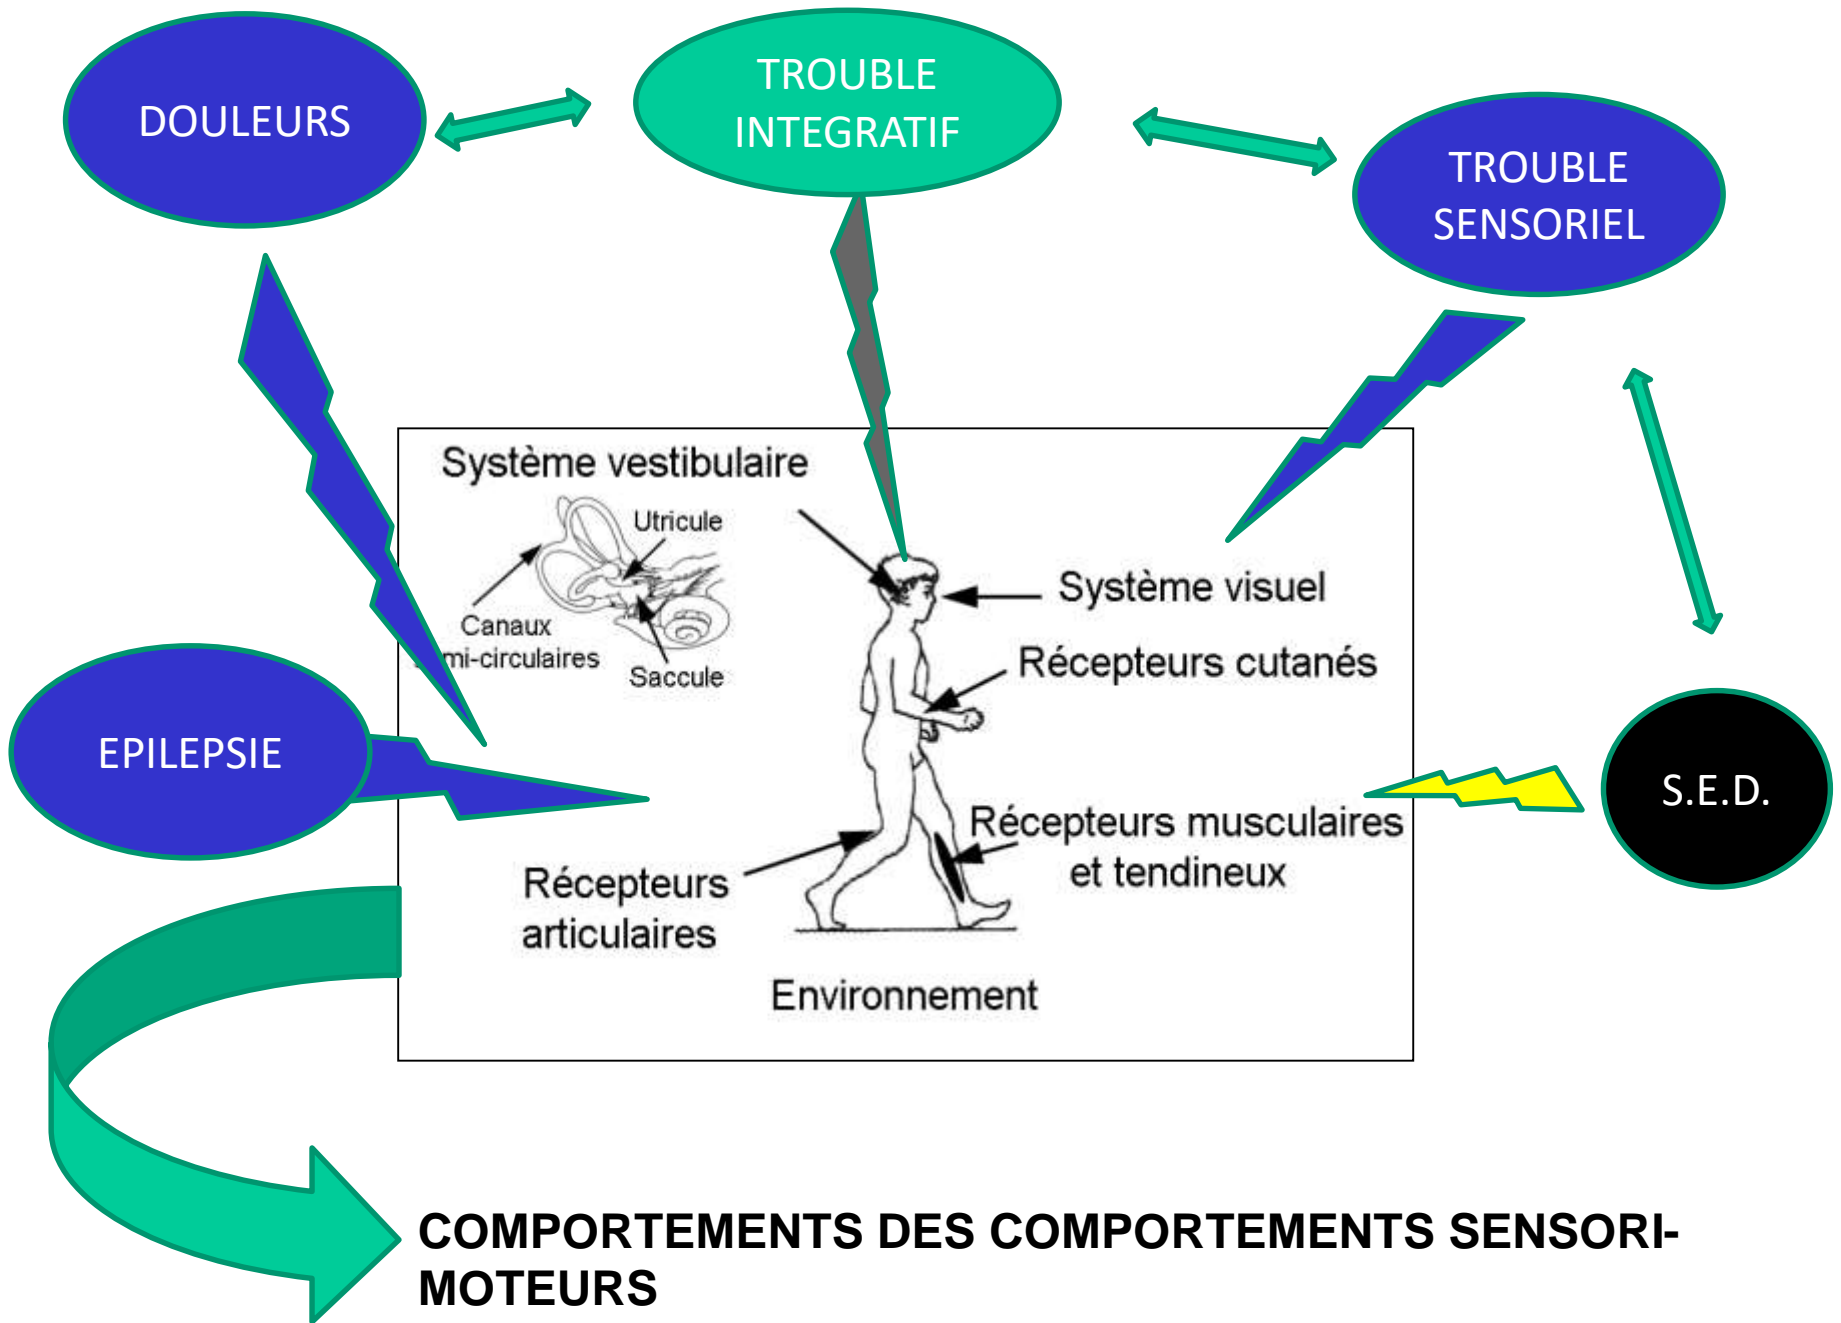 DOULEURS
TROUBLE
INTEGRATIF
TROUBLE
SENSORIEL
Système vestibulaire
Utricule
Canaux
mi-circulaires
Saccule
Système visuel
Récepteurs cutanés
EPILEPSIE
S.E.D.
Récepteurs musculaires
et tendineux
Récepteurs
articulaires
Environnement
COMPORTEMENTS DES COMPORTEMENTS SENSORI-
MOTEURS